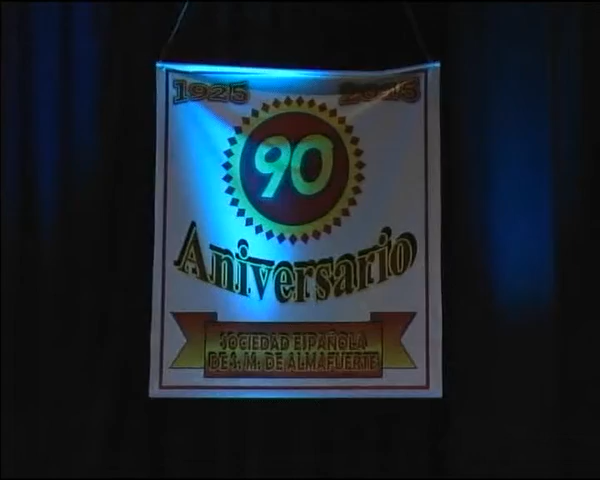 1925 2015
90
Aniversario
SOCIEDAD ESPAÑOLA
DE S. M. DE ALMAFUERTE